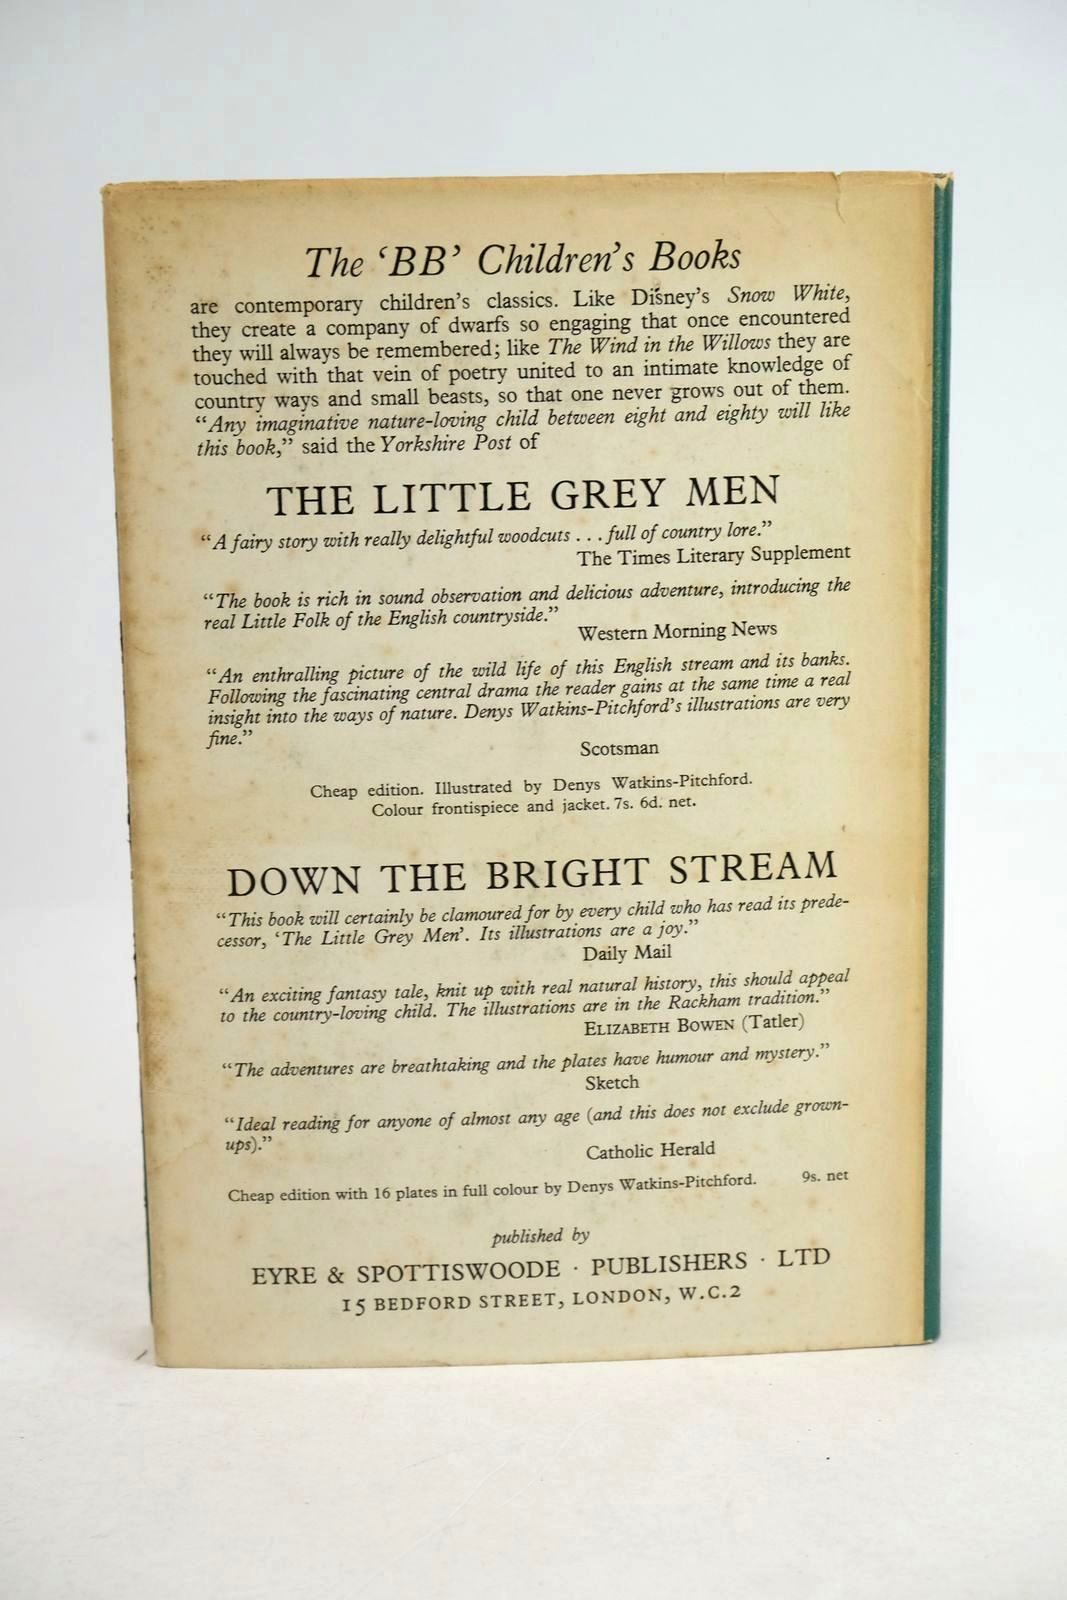 The ‘BB’ Children’s Books
are contemporary children’s classics. Like Disney’s Snow White,
they create a company of dwarfs so engaging that once encountered
they will always be remembered; like The Wind in the Willows they are
touched with that vein of poetry united to an intimate knowledge of
country ways and small beasts, so that one never grows out of them.
“Any imaginative nature-loving child between eight and eighty will like
this book,” said the Yorkshire Post of
THE LITTLE GREY MEN
“A fairy story with really delightful woodcuts . . . full of country lore.”
The Times Literary Supplement
“The book is rich in sound observation and delicious adventure, introducing the
real Little Folk of the English countryside.”
Western Morning News
“An enthralling picture of the wild life of this English stream and its banks.
Following the fascinating central drama the reader gains at the same time a real
insight into the ways of nature. Denys Watkins-Pitchford’s illustrations are very
fine.”
Scotsman
Cheap edition. Illustrated by Denys Watkins-Pitchford.
Colour frontispiece and jacket. 7s. 6d. net.
DOWN THE BRIGHT STREAM
“This book will certainly be clamoured for by every child who has read its prede-
cessor, ‘The Little Grey Men’. Its illustrations are a joy.”
Daily Mail
“An exciting fantasy tale, knit up with real natural history, this should appeal
to the country-loving child. The illustrations are in the Rackham tradition.”
ELIZABETH BOWEN (Tatler)
“The adventures are breathtaking and the plates have humour and mystery.”
Sketch
“Ideal reading for anyone of almost any age (and this does not exclude grown-
ups).”
Catholic Herald
Cheap edition with 16 plates in full colour by Denys Watkins-Pitchford. 9s. net
published by
EYRE & SPOTTISWOODE · PUBLISHERS · LTD
15 BEDFORD STREET, LONDON, W.C.2